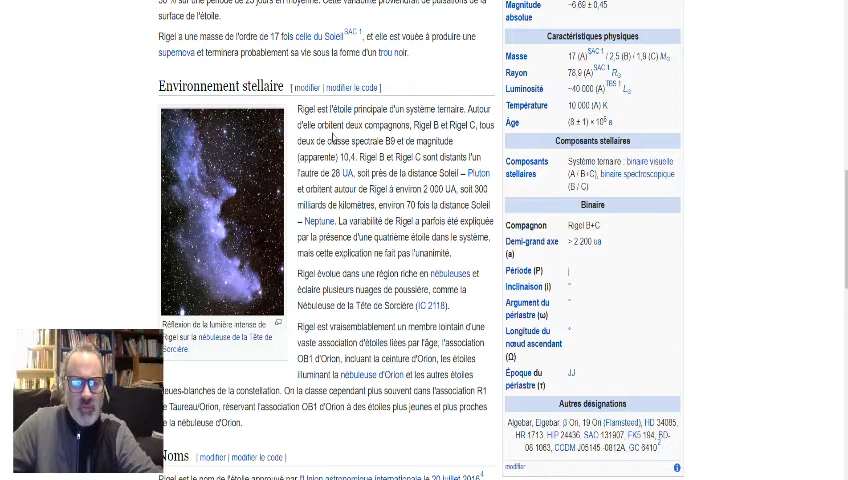 50 % sur une période de 25 jours en moyenne. Cette variabilité proviendrait de pulsations de la
surface de l'étoile.
Rigel a une masse de l'ordre de 17 fois celle du Soleil SAC 1, et elle est vouée à produire une
supernova et terminera probablement sa vie sous la forme d'un trou noir.
Environnement stellaire [ modifier | modifier le code ]
Rigel est l'étoile principale d'un système ternaire. Autour
d'elle orbitent deux compagnons, Rigel B et Rigel C, tous
deux de classe spectrale B9 et de magnitude
(apparente) 10,4. Rigel B et Rigel C sont distants l'un
l'autre de 28 UA, soit près de la distance Soleil –​ Pluton
et orbitent autour de Rigel à environ 2 000 UA, soit 300
milliards de kilomètres, environ 70 fois la distance Soleil
– Neptune. La variabilité de Rigel a parfois été expliquée
par la présence d'une quatrième étoile dans le système,
mais cette explication ne fait pas l'unanimité.
Rigel évolue dans une région riche en nébuleuses et
éclaire plusieurs nuages de poussière, comme la
Nébuleuse de la Tête de Sorcière (IC 2118).
Réflexion de la lumière intense de
Rigel sur la nébuleuse de la Tête de
Sorcière.
Rigel est vraisemblablement un membre lointain d'une
vaste association d'étoiles liées par l'âge, l'association
OB1 d'Orion, incluant la ceinture d'Orion, les étoiles
illuminant la nébuleuse d'Orion et les autres étoiles
eues-blanches de la constellation. On la classe cependant plus souvent dans l'association R1
e Taureau/Orion, réservant l'association OB1 d'Orion à des étoiles plus jeunes et plus proches
e la nébuleuse d'Orion.
Noms [ modifier | modifier le code ]
Rigel est le nom de l'étoile approuvé par l'Union astronomique internationale le 20 juillet 2016 4
Magnitude −6,69 ± 0,45
absolue
Caractéristiques physiques
Masse 17 (A) SAC 1 / 2,5 (B) / 1,9 (C) M☉
Rayon 78,9 (A) SAC 1 R☉
Luminosité ~40 000 (A) TBS 1 L☉
Température 10 000 (A) K
Âge (8 ± 1) × 10⁶ a
Composants stellaires
Composants Système ternaire : binaire visuelle
stellaires (A / B+C), binaire spectroscopique
(B / C)
Binaire
Compagnon Rigel B+C
Demi-grand axe > 2 200 ua
(a)
Période (P) j
Inclinaison (i) °
Argument du °
périastre (ω)
Longitude du °
nœud ascendant
(Ω)
Époque du JJ
périastre (τ)
Autres désignations
Algebar, Elgebar, β Ori, 19 Ori (Flamsteed), HD 34085,
HR 1713, HIP 24436, SAO 131907, FK5 194, BD-
08 1063, CCDM J05145 -0812A, GC 6410 2
modifier